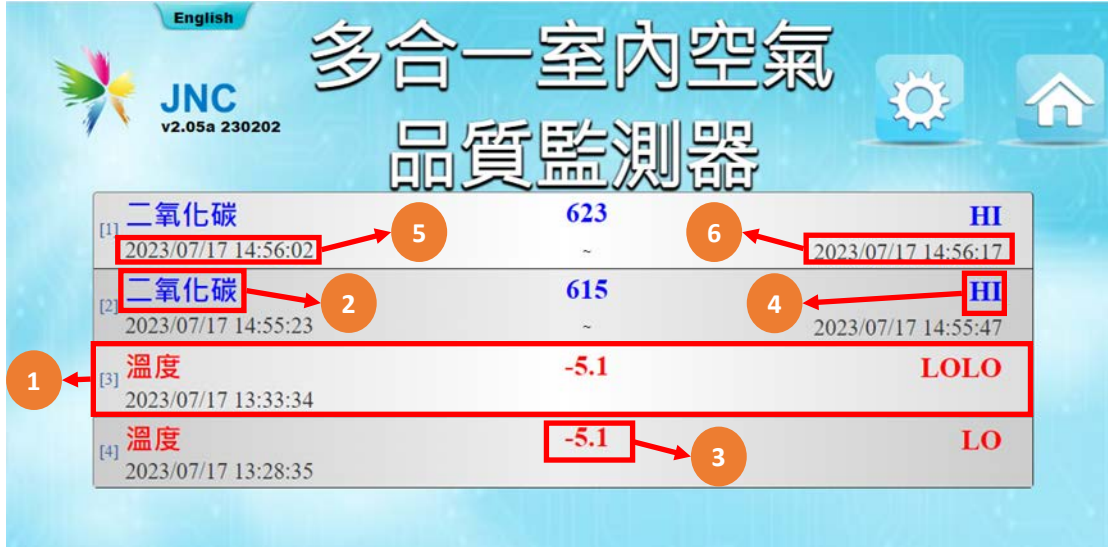 English
多合一室內空氣
品質監測器
JNC
v2.05a 230202
[1] 二氧化碳 623 HI
2023/07/17 14:56:02 ~ 2023/07/17 14:56:17
5
6
[2] 二氧化碳 615 HI
2023/07/17 14:55:23 ~ 2023/07/17 14:55:47
2
4
[3] 溫度 -5.1 LOLO
2023/07/17 13:33:34
1
[4] 溫度 -5.1 LO
2023/07/17 13:28:35
3